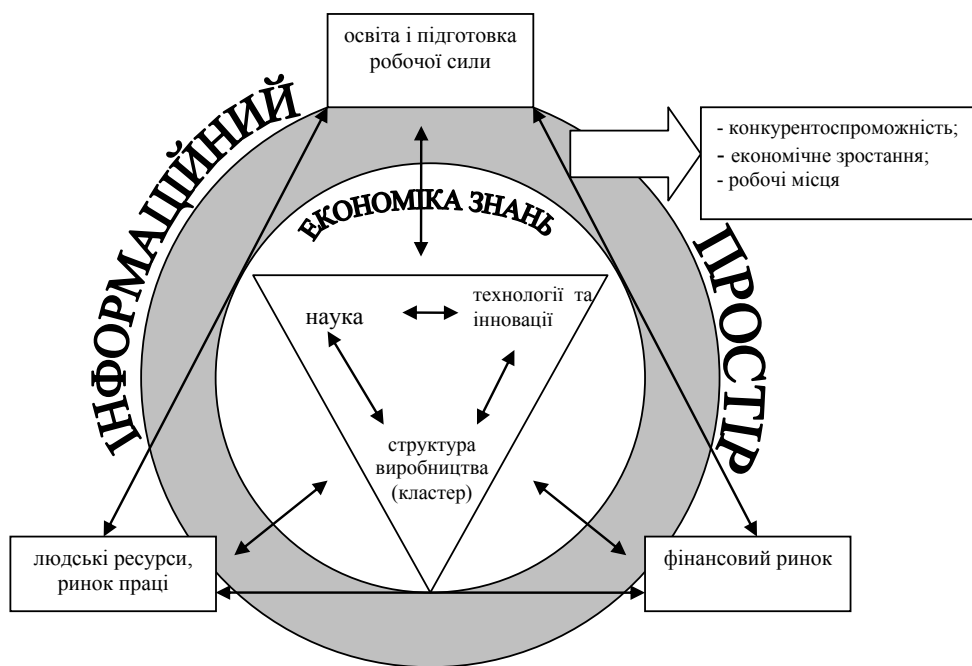 освіта і підготовка
робочої сили
ІНФОРМАЦІЙНИЙ
ПРОСТІР
- конкурентоспроможність;
- економічне зростання;
- робочі місця
ЕКОНОМІКА ЗНАНЬ
наука
технології та
інновації
структура
виробництва
(кластер)
людські ресурси,
ринок праці
фінансовий ринок